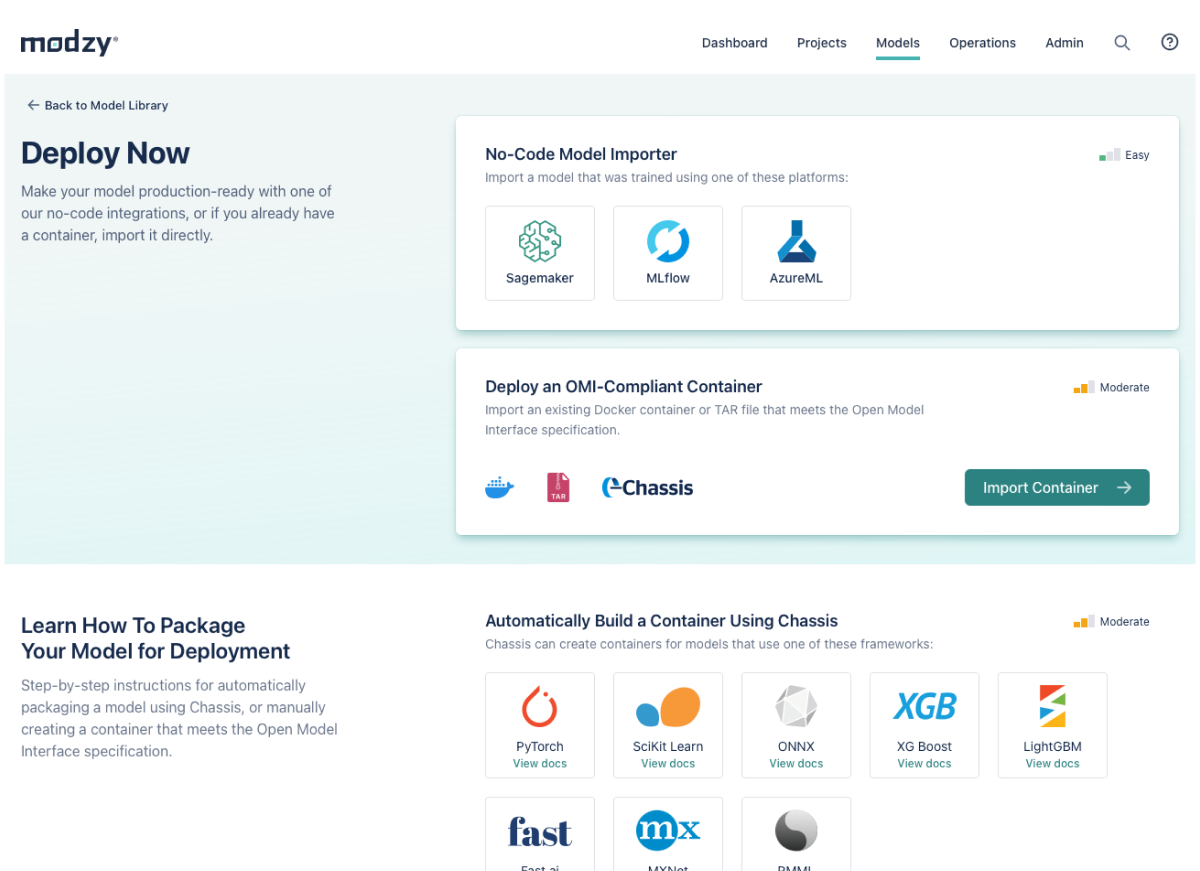 modzy®
Dashboard
Projects
Models
Operations
Admin
Back to Model Library
Deploy Now
Make your model production-ready with one of
our no-code integrations, or if you already have
a container, import it directly.
No-Code Model Importer
Easy
Import a model that was trained using one of these platforms:
Sagemaker
MLflow
AzureML
Deploy an OMI-Compliant Container
Moderate
Import an existing Docker container or TAR file that meets the Open Model
Interface specification.
TAR
Chassis
Import Container
Learn How To Package
Your Model for Deployment
Step-by-step instructions for automatically
packaging a model using Chassis, or manually
creating a container that meets the Open Model
Interface specification.
Automatically Build a Container Using Chassis
Moderate
Chassis can create containers for models that use one of these frameworks:
PyTorch
View docs
SciKit Learn
View docs
ONNX
View docs
XGB
XG Boost
View docs
LightGBM
View docs
fast
Fast.ai
mx
MXNet
PMML